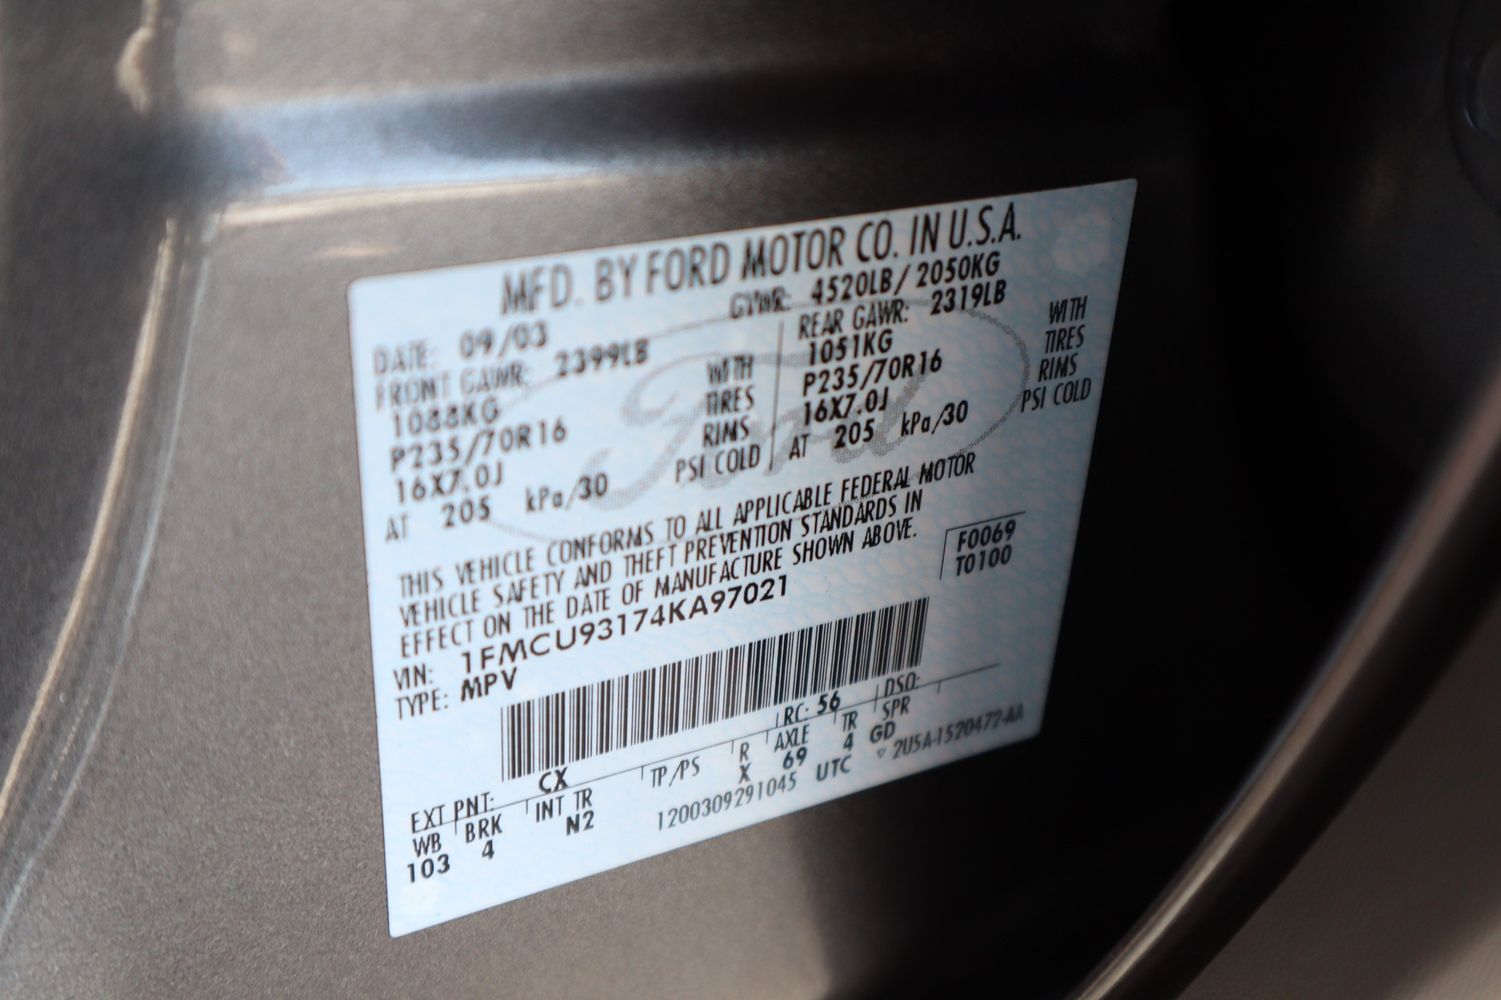 MFD. BY FORD MOTOR CO. IN U.S.A.
DATE: 09/03 GVWR: 4520LB/ 2050KG
FRONT GAWR: 2399LB REAR GAWR: 2319LB
1088KG WITH 1051KG WITH
P235/70R16 TIRES P235/70R16 TIRES
16X7.0J RIMS 16X7.0J RIMS
AT 205 kPa/30 PSI COLD AT 205 kPa/30 PSI COLD
Ford
THIS VEHICLE CONFORMS TO ALL APPLICABLE FEDERAL MOTOR
VEHICLE SAFETY AND THEFT PREVENTION STANDARDS IN
EFFECT ON THE DATE OF MANUFACTURE SHOWN ABOVE.
F0069
T0100
VIN: 1FMCU93174KA97021
TYPE: MPV
EXT PNT: CX RC: 56 DSO:
WB BRK INT TR TP/PS R AXLE TR SPR
103 4 N2 X 69 4 GD
1200309291045 UTC ▽ 2U5A-1520472-AA